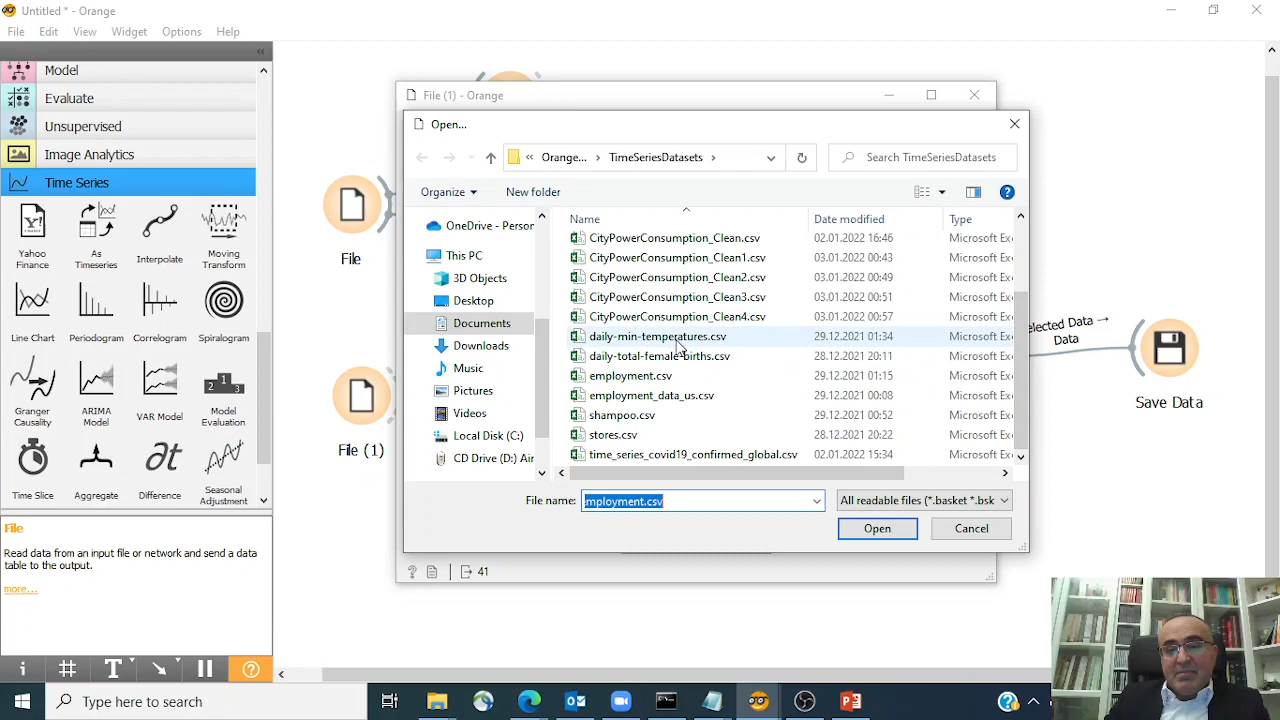 Untitled * - Orange
File Edit View Widget Options Help
Model
Evaluate
Unsupervised
Image Analytics
Time Series
Yahoo Finance
As Timeseries
Interpolate
Moving Transform
Line Chart
Periodogram
Correlogram
Spiralogram
Granger Causality
ARIMA Model
VAR Model
Model Evaluation
Time Slice
Aggregate
Difference
Seasonal Adjustment
File
Read data from an input file or network and send a data
table to the output.
more...
File
File (1)
elected Data →
Data
Save Data
File (1) - Orange
Open...
« Orange... › TimeSeriesDatasets ›
Search TimeSeriesDatasets
Organize
New folder
OneDrive - Person
This PC
3D Objects
Desktop
Documents
Downloads
Music
Pictures
Videos
Local Disk (C:)
CD Drive (D:) Air
Name Date modified Type
CityPowerConsumption_Clean.csv 02.01.2022 16:46 Microsoft Ex
CityPowerConsumption_Clean1.csv 03.01.2022 00:43 Microsoft Ex
CityPowerConsumption_Clean2.csv 03.01.2022 00:49 Microsoft Ex
CityPowerConsumption_Clean3.csv 03.01.2022 00:51 Microsoft Ex
CityPowerConsumption_Clean4.csv 03.01.2022 00:57 Microsoft Ex
daily-min-temperatures.csv 29.12.2021 01:34 Microsoft Ex
daily-total-female-births.csv 28.12.2021 20:11 Microsoft Ex
employment.csv 29.12.2021 01:15 Microsoft Ex
employment_data_us.csv 29.12.2021 00:08 Microsoft Ex
shampoo.csv 29.12.2021 00:52 Microsoft Ex
stores.csv 28.12.2021 20:22 Microsoft Ex
time_series_covid19_confirmed_global.csv 02.01.2022 15:34 Microsoft Ex
File name: employment.csv
All readable files (*.basket *.bsk
Open
Cancel
? 41
Type here to search